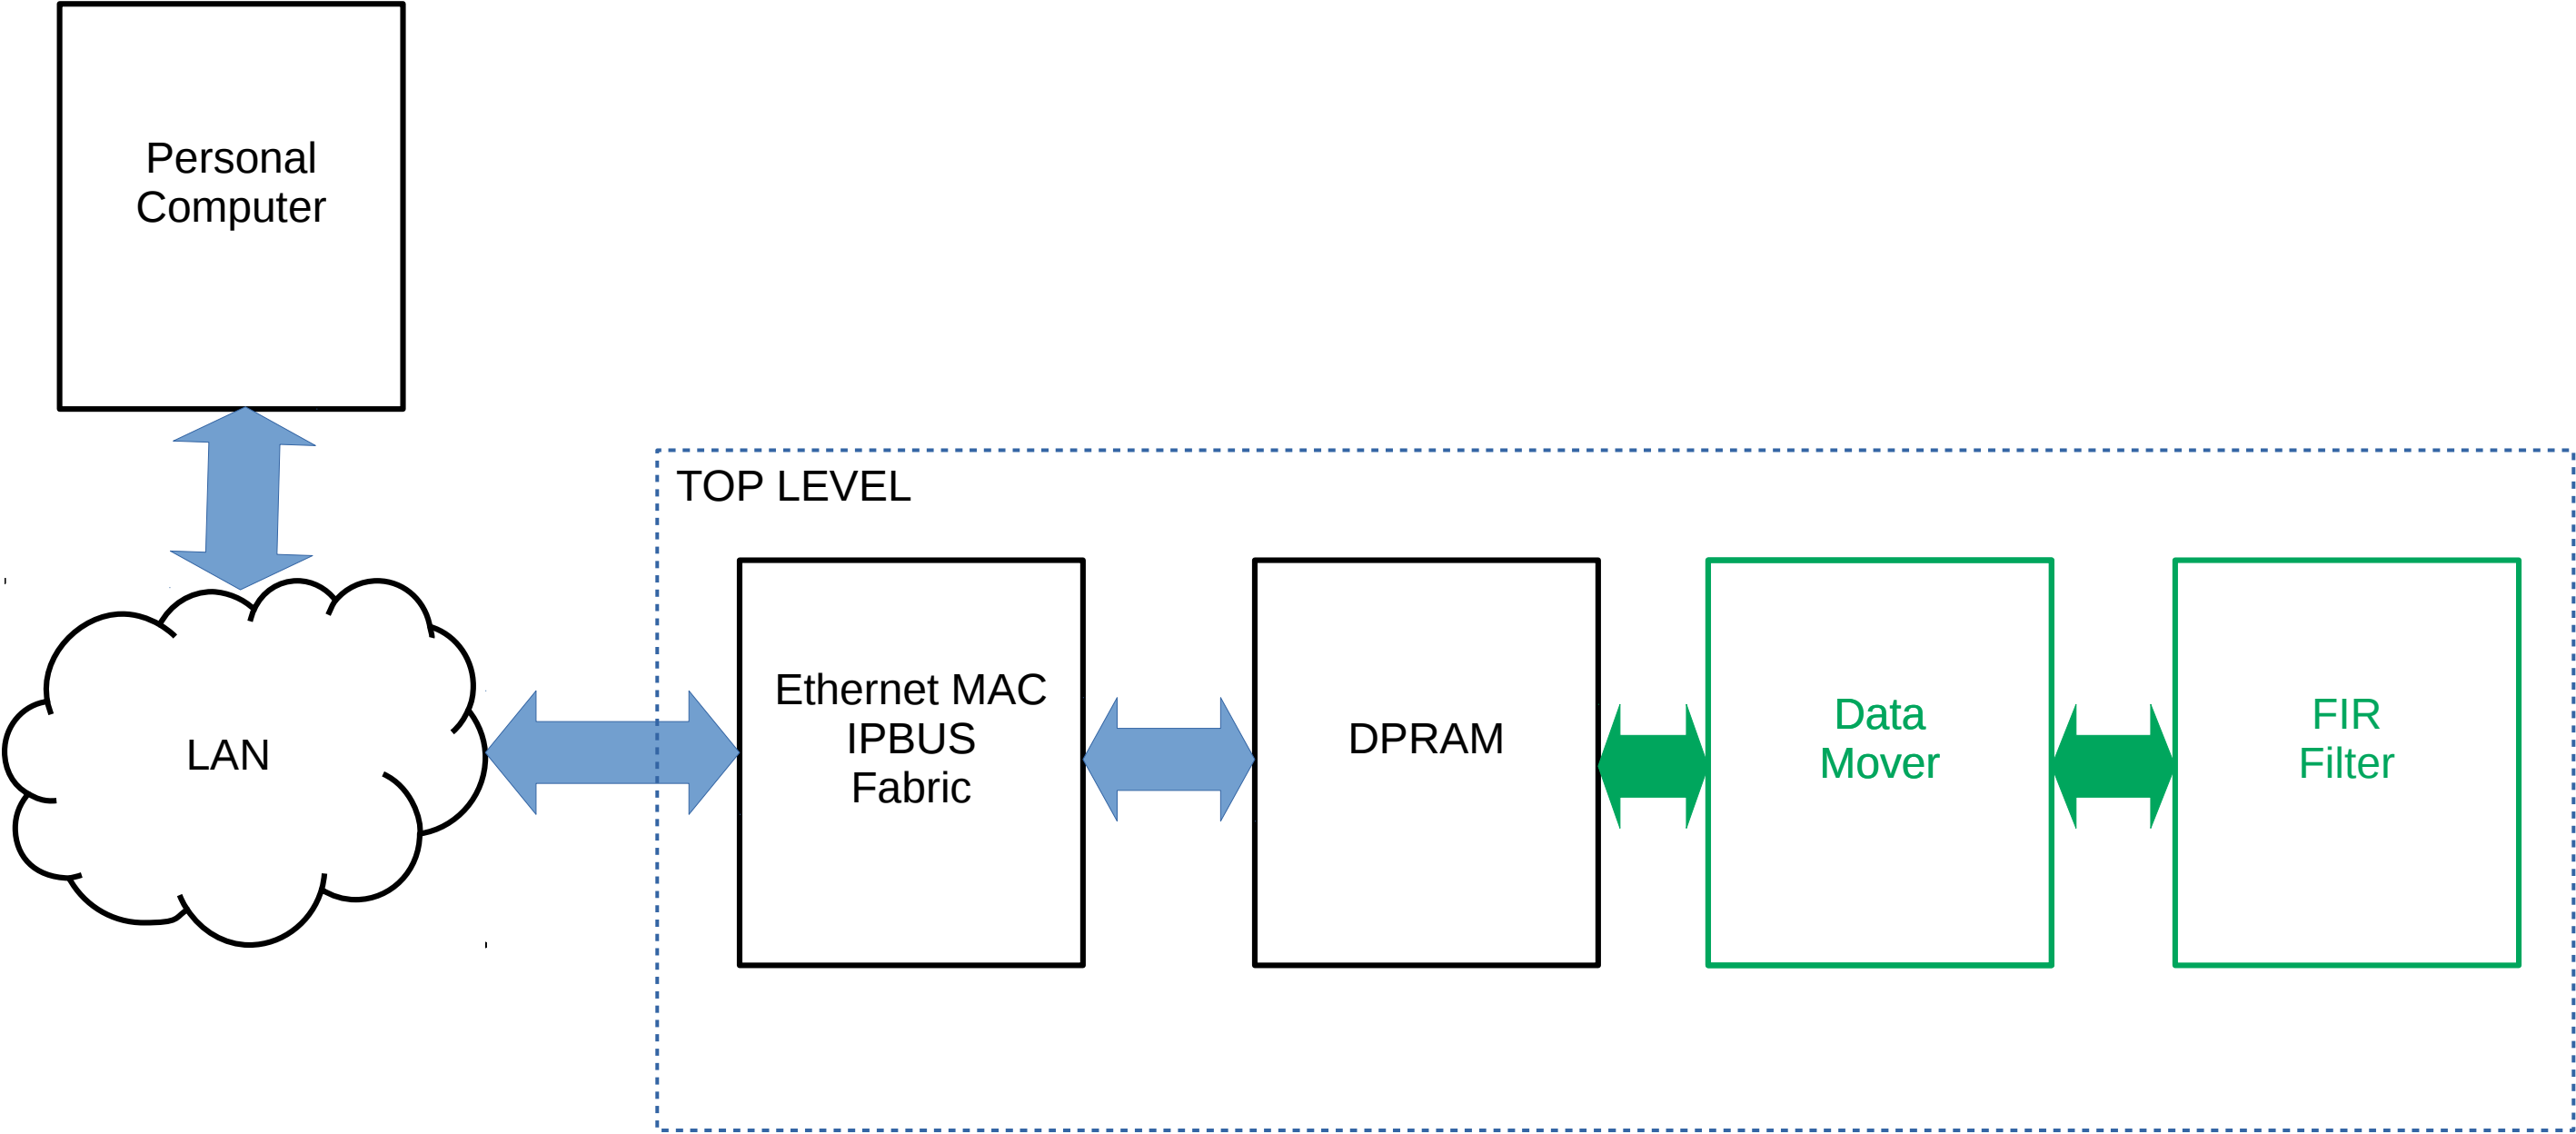 Personal
Computer
TOP LEVEL
Ethernet MAC
IPBUS
Fabric
DPRAM
Data
Mover
FIR
Filter
LAN